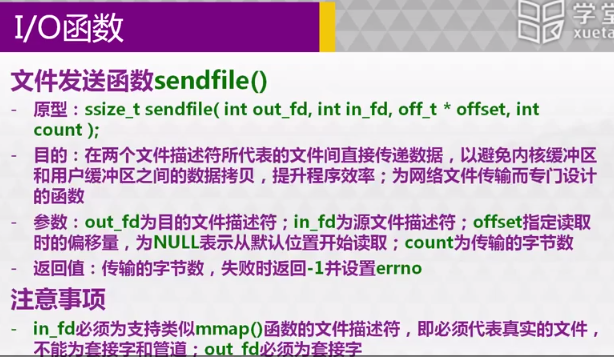 I/O函数
学堂
xueta
文件发送函数sendfile()
- 原型：ssize_t sendfile( int out_fd, int in_fd, off_t * offset, int
count );
- 目的：在两个文件描述符所代表的文件间直接传递数据，以避免内核缓冲区
和用户缓冲区之间的数据拷贝，提升程序效率；为网络文件传输而专门设计
的函数
- 参数：out_fd为目的文件描述符；in_fd为源文件描述符；offset指定读取
时的偏移量，为NULL表示从默认位置开始读取；count为传输的字节数
- 返回值：传输的字节数，失败时返回-1并设置errno
注意事项
- in_fd必须为支持类似mmap()函数的文件描述符，即必须代表真实的文件，
不能为套接字和管道；out_fd必须为套接字